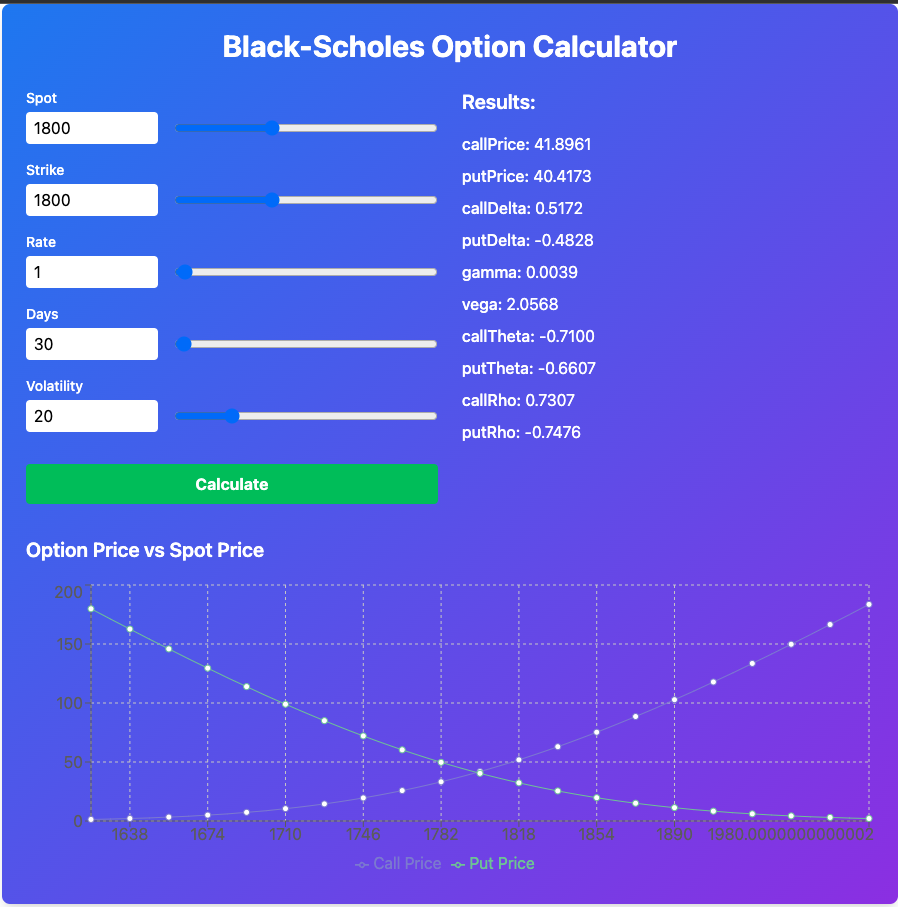 Black-Scholes Option Calculator
Spot
1800
Strike
1800
Rate
1
Days
30
Volatility
20
Calculate
Results:
callPrice: 41.8961
putPrice: 40.4173
callDelta: 0.5172
putDelta: -0.4828
gamma: 0.0039
vega: 2.0568
callTheta: -0.7100
putTheta: -0.6607
callRho: 0.7307
putRho: -0.7476
Option Price vs Spot Price
200
150
100
50
0
1638 1674 1710 1746 1782 1818 1854 1890 1980.0000000000002
Call Price Put Price